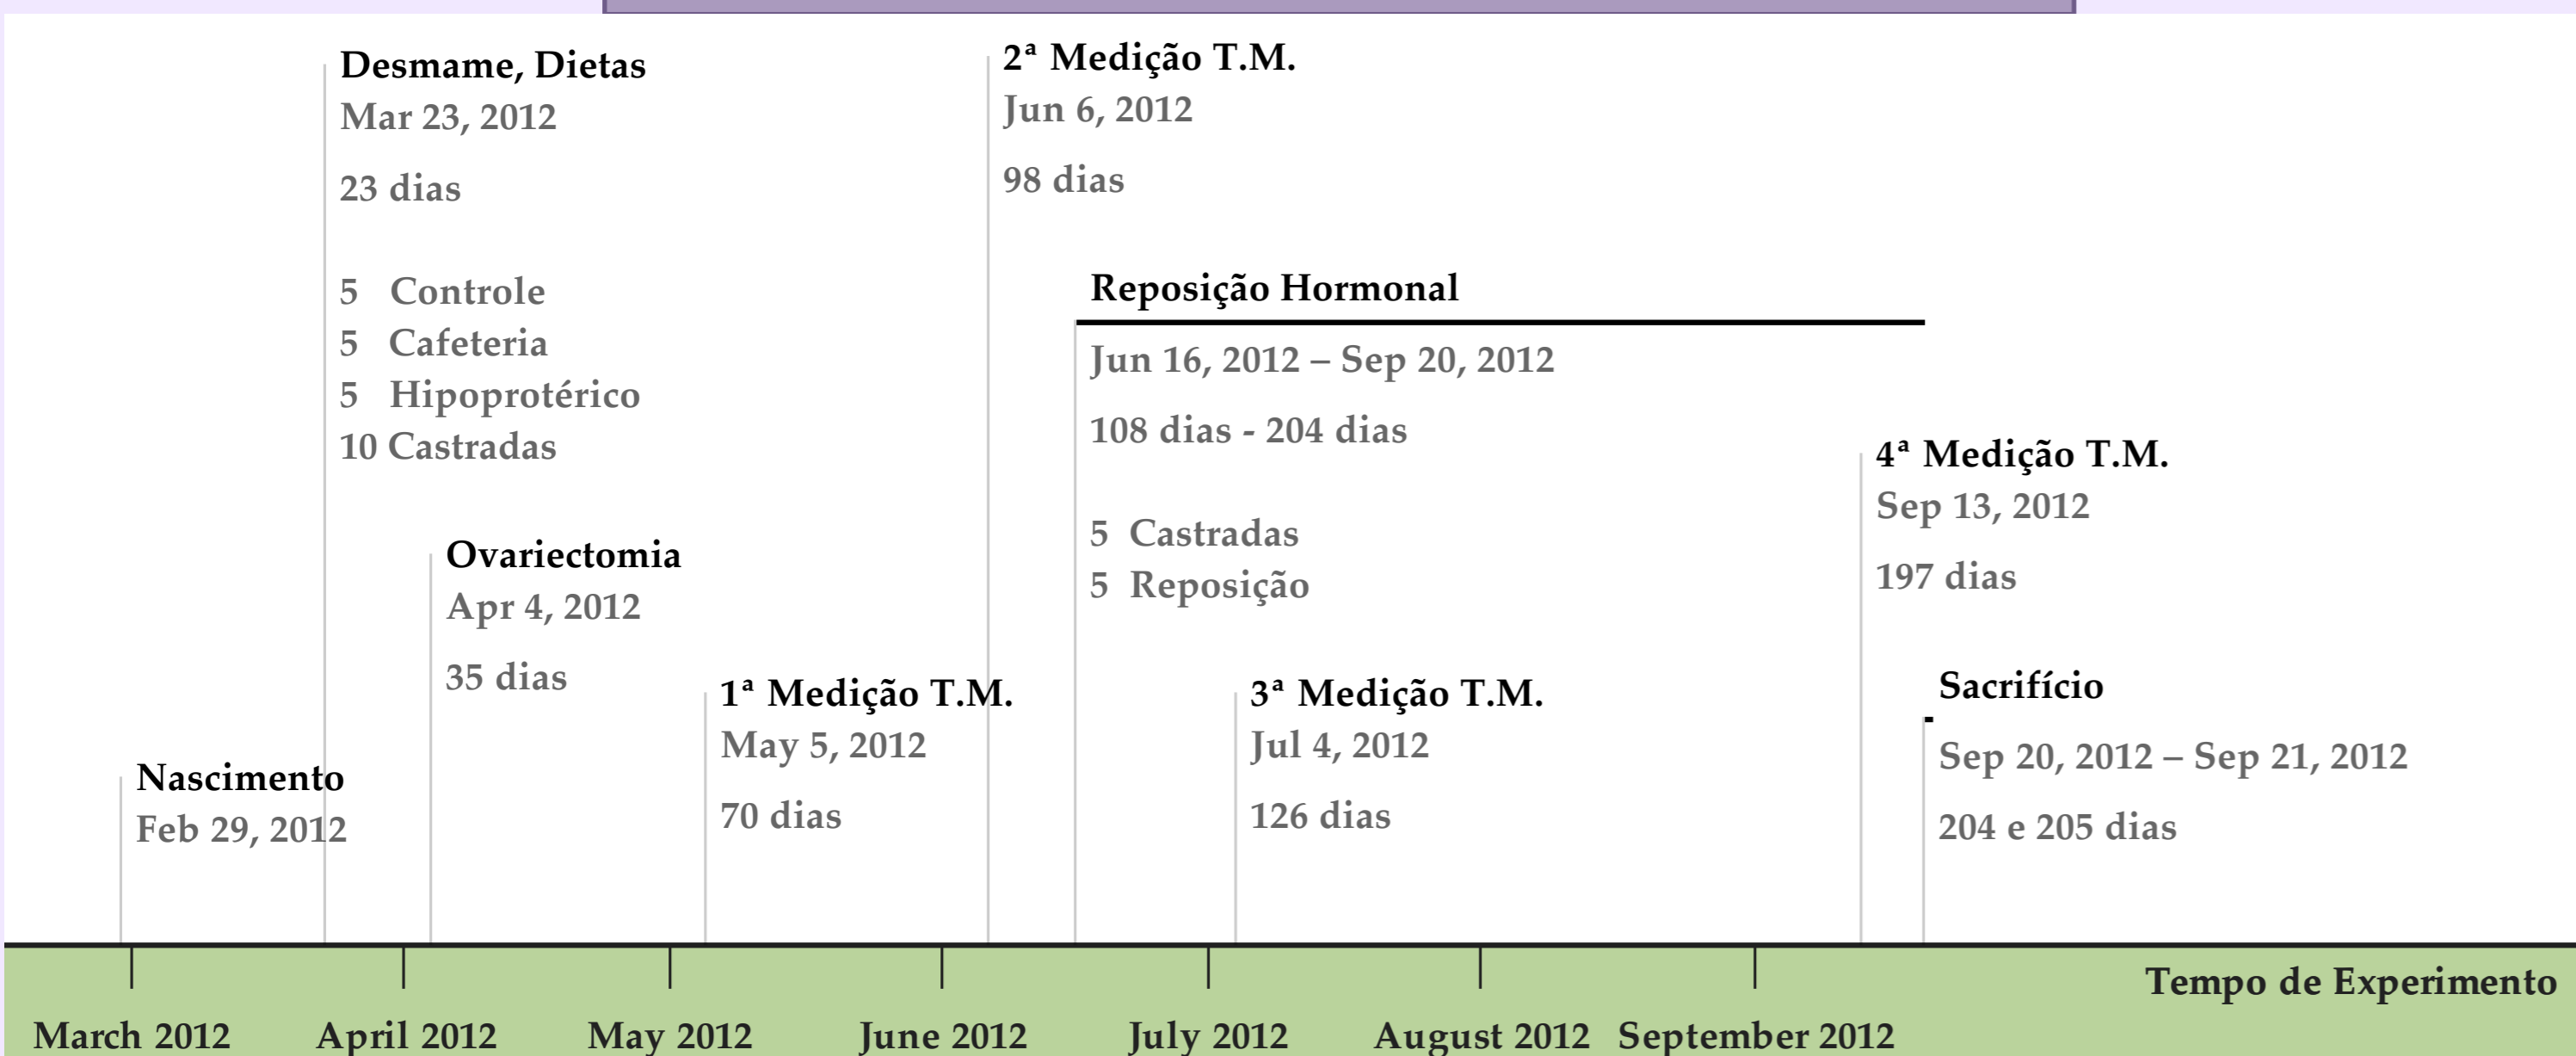 Desmame, Dietas
Mar 23, 2012
23 dias
5 Controle
5 Cafeteria
5 Hipoprotérico
10 Castradas
2ª Medição T.M.
Jun 6, 2012
98 dias
Reposição Hormonal
Jun 16, 2012 – Sep 20, 2012
108 dias - 204 dias
5 Castradas
5 Reposição
4ª Medição T.M.
Sep 13, 2012
197 dias
Ovariectomia
Apr 4, 2012
35 dias
1ª Medição T.M.
May 5, 2012
70 dias
3ª Medição T.M.
Jul 4, 2012
126 dias
Sacrifício
Sep 20, 2012 – Sep 21, 2012
204 e 205 dias
Nascimento
Feb 29, 2012
Tempo de Experimento
March 2012 April 2012 May 2012 June 2012 July 2012 August 2012 September 2012